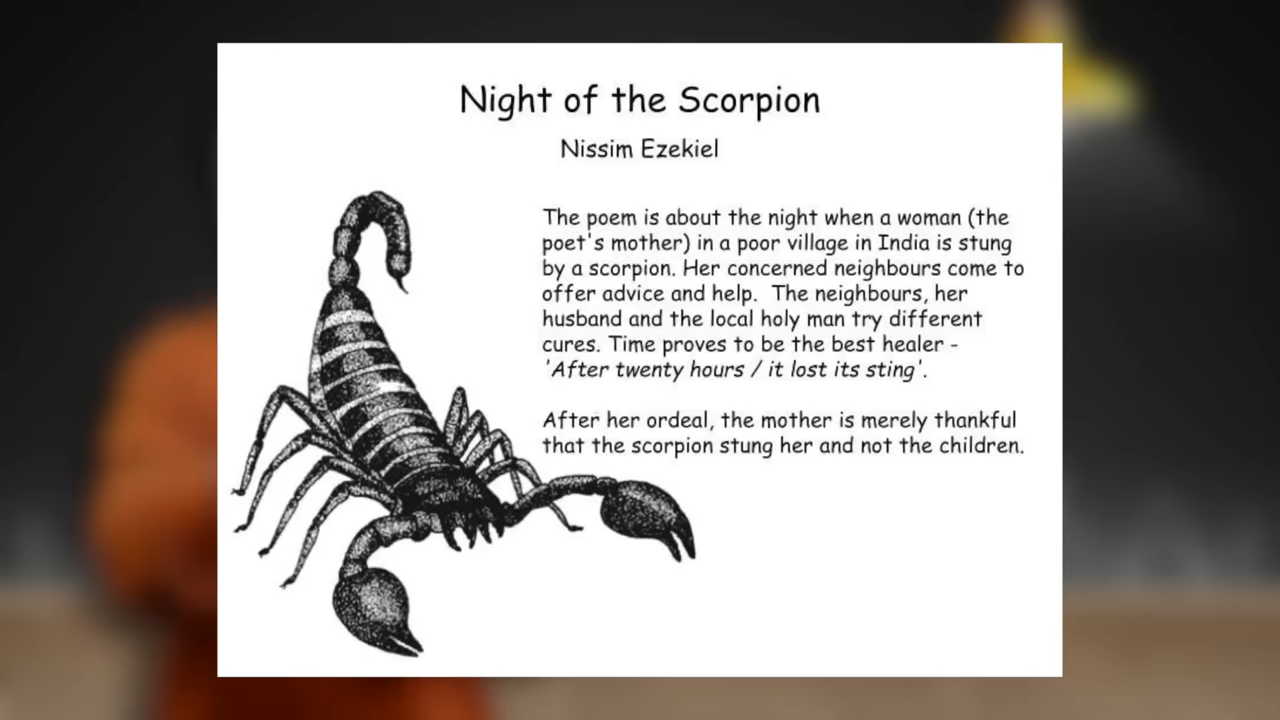 Night of the Scorpion
Nissim Ezekiel
The poem is about the night when a woman (the
poet's mother) in a poor village in India is stung
by a scorpion. Her concerned neighbours come to
offer advice and help.  The neighbours, her
husband and the local holy man try different
cures. Time proves to be the best healer -
'After twenty hours / it lost its sting'.
After her ordeal, the mother is merely thankful
that the scorpion stung her and not the children.